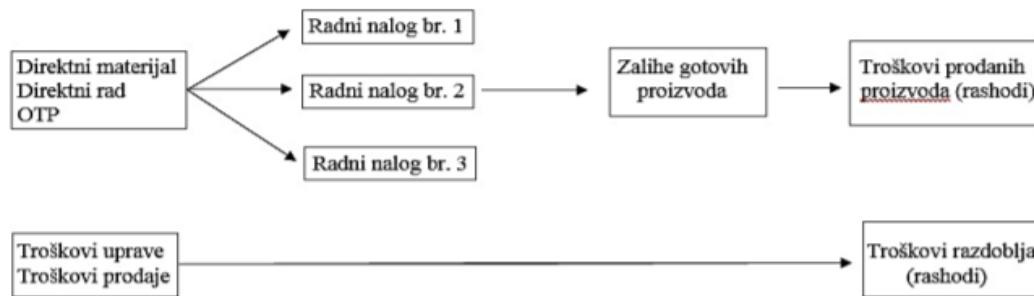 Direktni materijal
Direktni rad
OTP
Radni nalog br. 1
Radni nalog br. 2
Radni nalog br. 3
Zalihe gotovih
proizvoda
Troškovi prodanih
proizvoda (rashodi)
Troškovi uprave
Troškovi prodaje
Troškovi razdoblja
(rashodi)